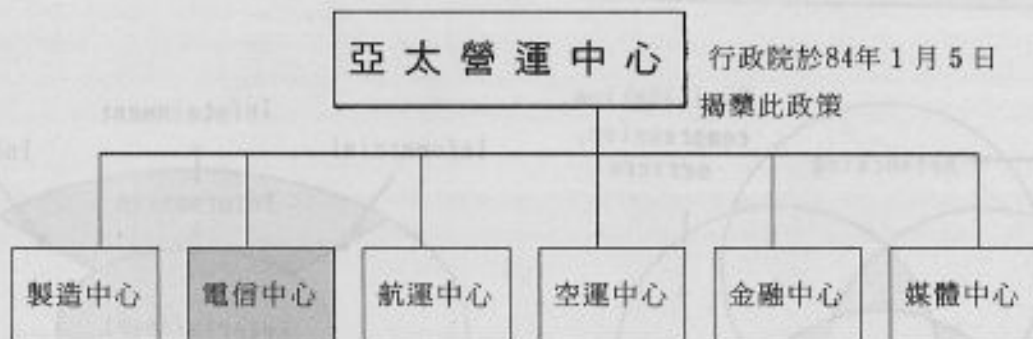 亞太營運中心
行政院於84年1月5日
揭櫫此政策
製造中心
電信中心
航運中心
空運中心
金融中心
媒體中心